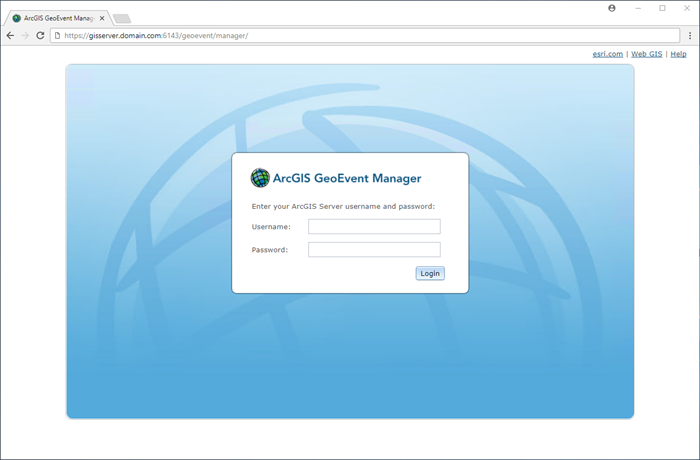 ArcGIS GeoEvent Manag
https://gisserver.domain.com:6143/geoevent/manager/
esri.com | Web GIS | Help
ArcGIS GeoEvent Manager
Enter your ArcGIS Server username and password:
Username:
Password:
Login